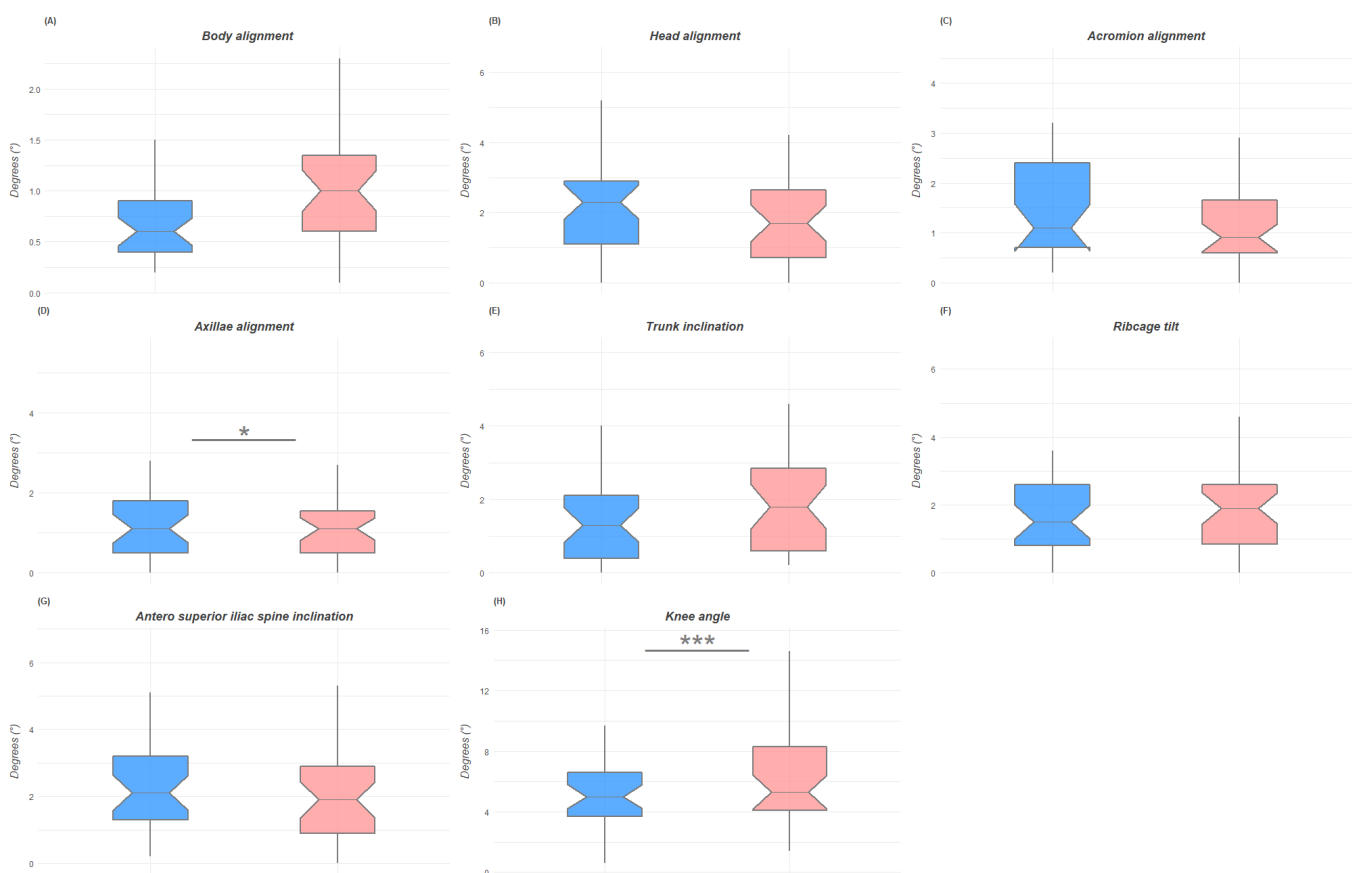 (A)
Body alignment
Degrees (°)
2.0
1.5
1.0
0.5
0.0
(B)
Head alignment
Degrees (°)
6
4
2
0
(C)
Acromion alignment
Degrees (°)
4
3
2
1
0
(D)
Axillae alignment
Degrees (°)
4
2
0
*
(E)
Trunk inclination
Degrees (°)
6
4
2
0
(F)
Ribcage tilt
Degrees (°)
6
4
2
0
(G)
Antero superior iliac spine inclination
Degrees (°)
6
4
2
0
(H)
Knee angle
Degrees (°)
16
12
8
4
0
***